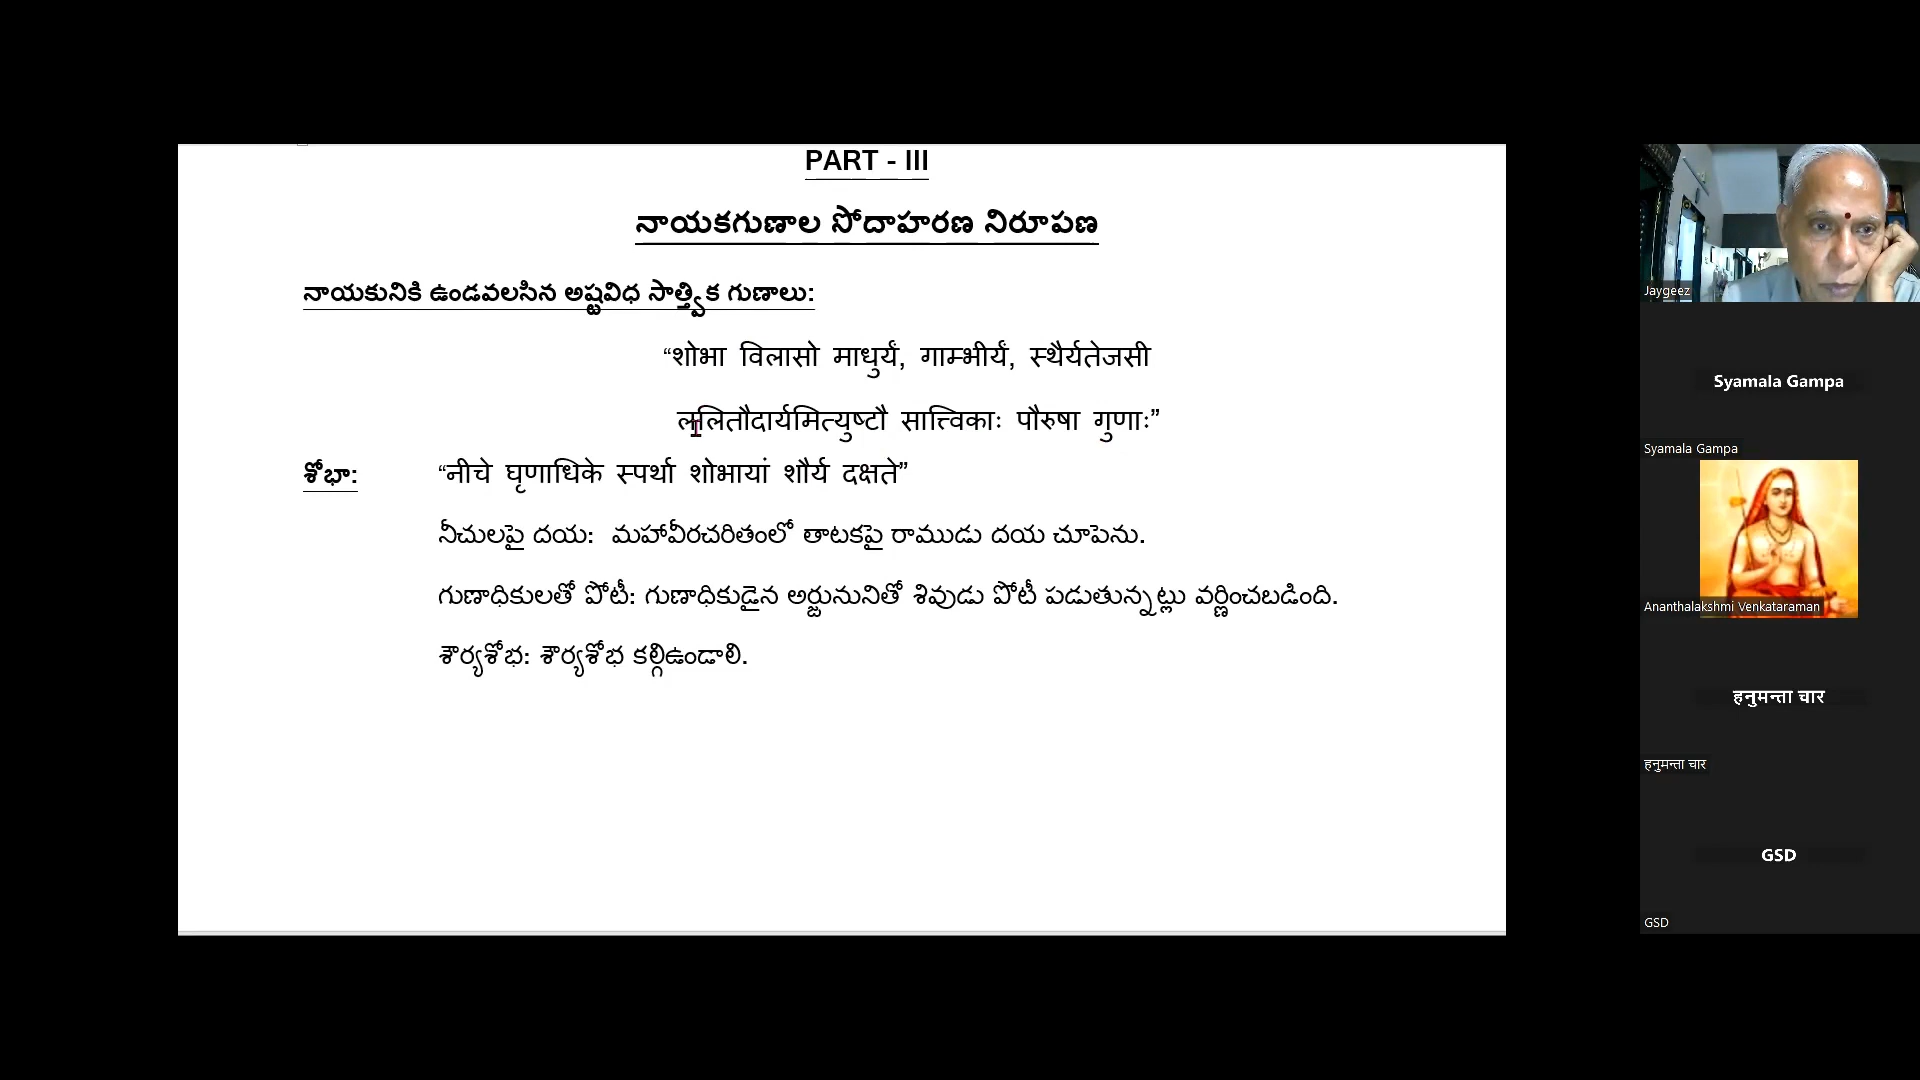 PART - III
నాయకగుణాల సోదాహరణ నిరూపణ
నాయకునికి ఉండవలసిన అష్టవిధ సాత్త్విక గుణాలు:
“शोभा विलासो माधुर्यं, गाम्भीर्यं, स्थैर्यतेजसी
ललितौदार्यमित्युष्टौ सात्त्विकाः पौरुषा गुणाः”
శోభా: “नीचे घृणाधिके स्पर्था शोभायां शौर्य दक्षते”
నీచులపై దయ: మహావీరచరితంలో తాటకపై రాముడు దయ చూపెను.
గుణాధికులతో పోటీ: గుణాధికుడైన అర్జునునితో శివుడు పోటీ పడుతున్నట్లు వర్ణించబడింది.
శౌర్యశోభ: శౌర్యశోభ కల్గిఉండాలి.
Jaygeez
Syamala Gampa
Syamala Gampa
Ananthalakshmi Venkataraman
हनुमन्ता चार
हनुमन्ता चार
GSD
GSD